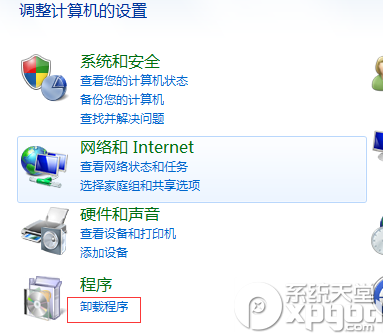 调整计算机的设置
系统和安全
查看您的计算机状态
备份您的计算机
查找并解决问题
网络和 Internet
查看网络状态和任务
选择家庭组和共享选项
硬件和声音
查看设备和打印机
添加设备
程序
卸载程序
系统天堂